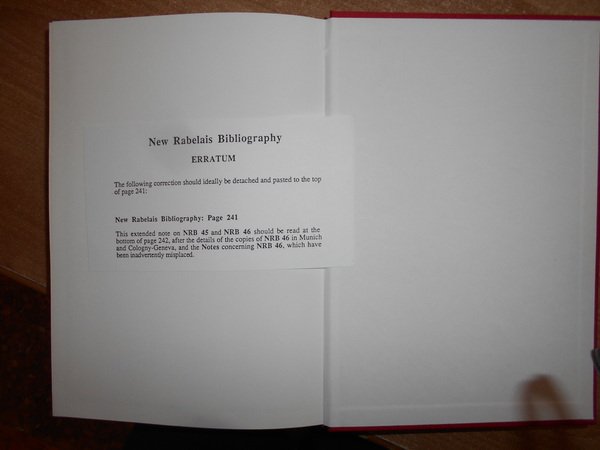 New Rabelais Bibliography
ERRATUM
The following correction should ideally be detached and pasted to the top
of page 241:
New Rabelais Bibliography: Page 241
This extended note on NRB 45 and NRB 46 should be read at the
bottom of page 242, after the details of the copies of NRB 46 in Munich
and Cologny-Geneva, and the Notes concerning NRB 46, which have
been inadvertently misplaced.